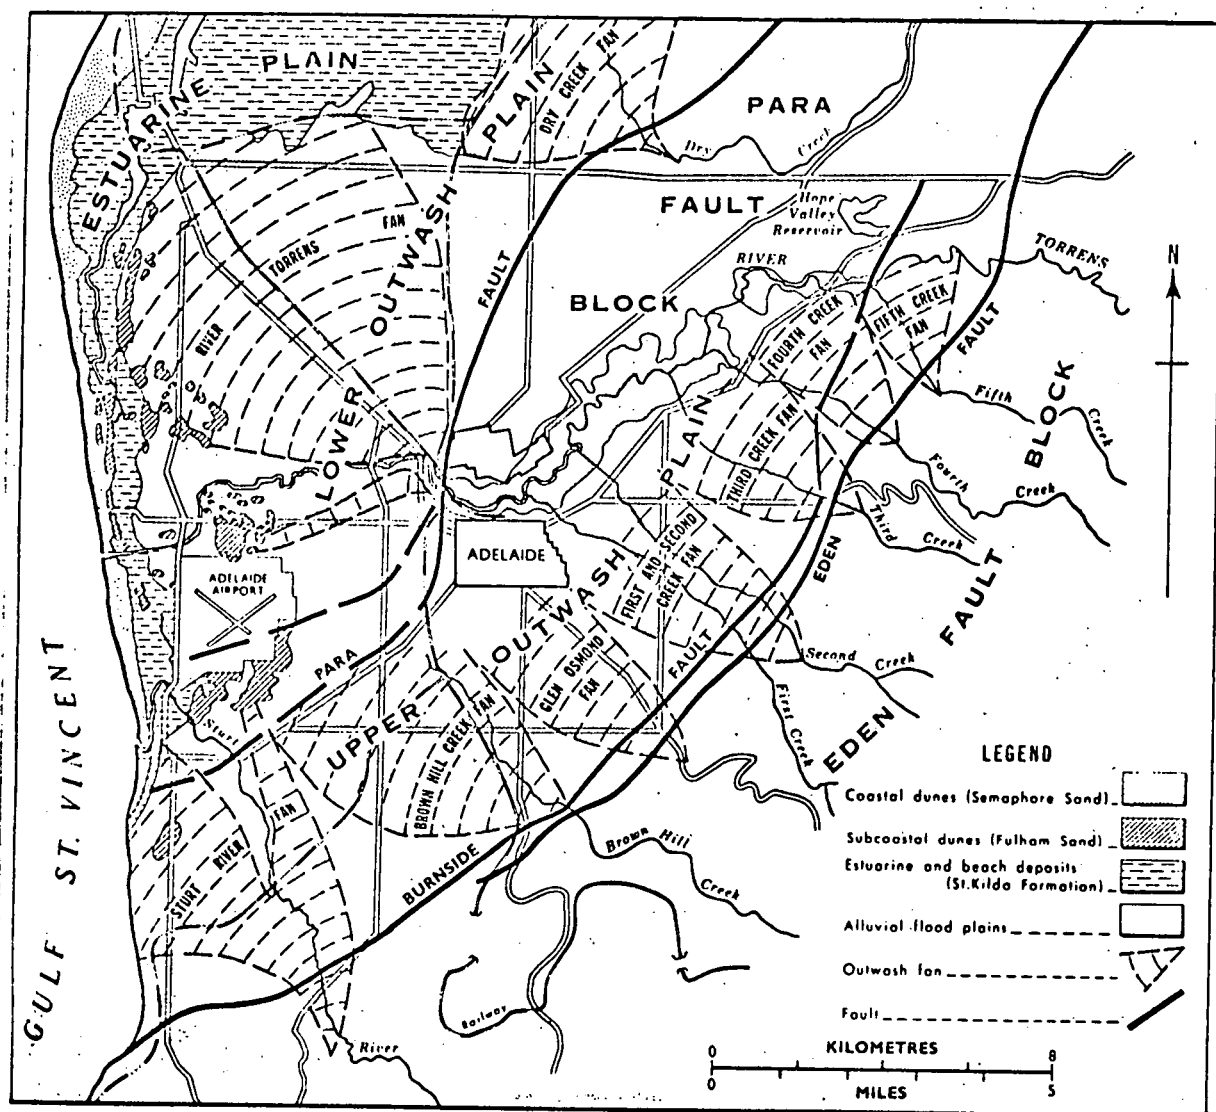 ESTUARINE PLAIN
LOWER OUTWASH PLAIN
DRY CREEK FAN
PARA
Dry Creek
FAULT
Hope
Valley
Reservoir
BLOCK
RIVER TORRENS
RIVER TORRENS FAN
FAULT
FOURTH CREEK
FAN
FIFTH CREEK
FAN
FAULT
N
Fifth Creek
THIRD CREEK FAN
Fourth Creek
Third Creek
EDEN
EDEN FAULT BLOCK
UPPER OUTWASH PLAIN
FIRST AND SECOND
CREEK FAN
ADELAIDE
ADELAIDE
AIRPORT
GLEN OSMOND
FAN
FAULT
Second Creek
First Creek
PARA
BROWN HILL CREEK FAN
Sturt
STURT RIVER FAN
BURNSIDE
Brown Hill Creek
Railway
River
GULF ST. VINCENT
LEGEND
Coastal dunes (Semaphore Sand)
Subcoastal dunes (Fulham Sand)
Estuarine and beach deposits
(St.Kilda Formation)
Alluvial flood plains
Outwash fan
Fault
0 KILOMETRES 8
0 MILES 5